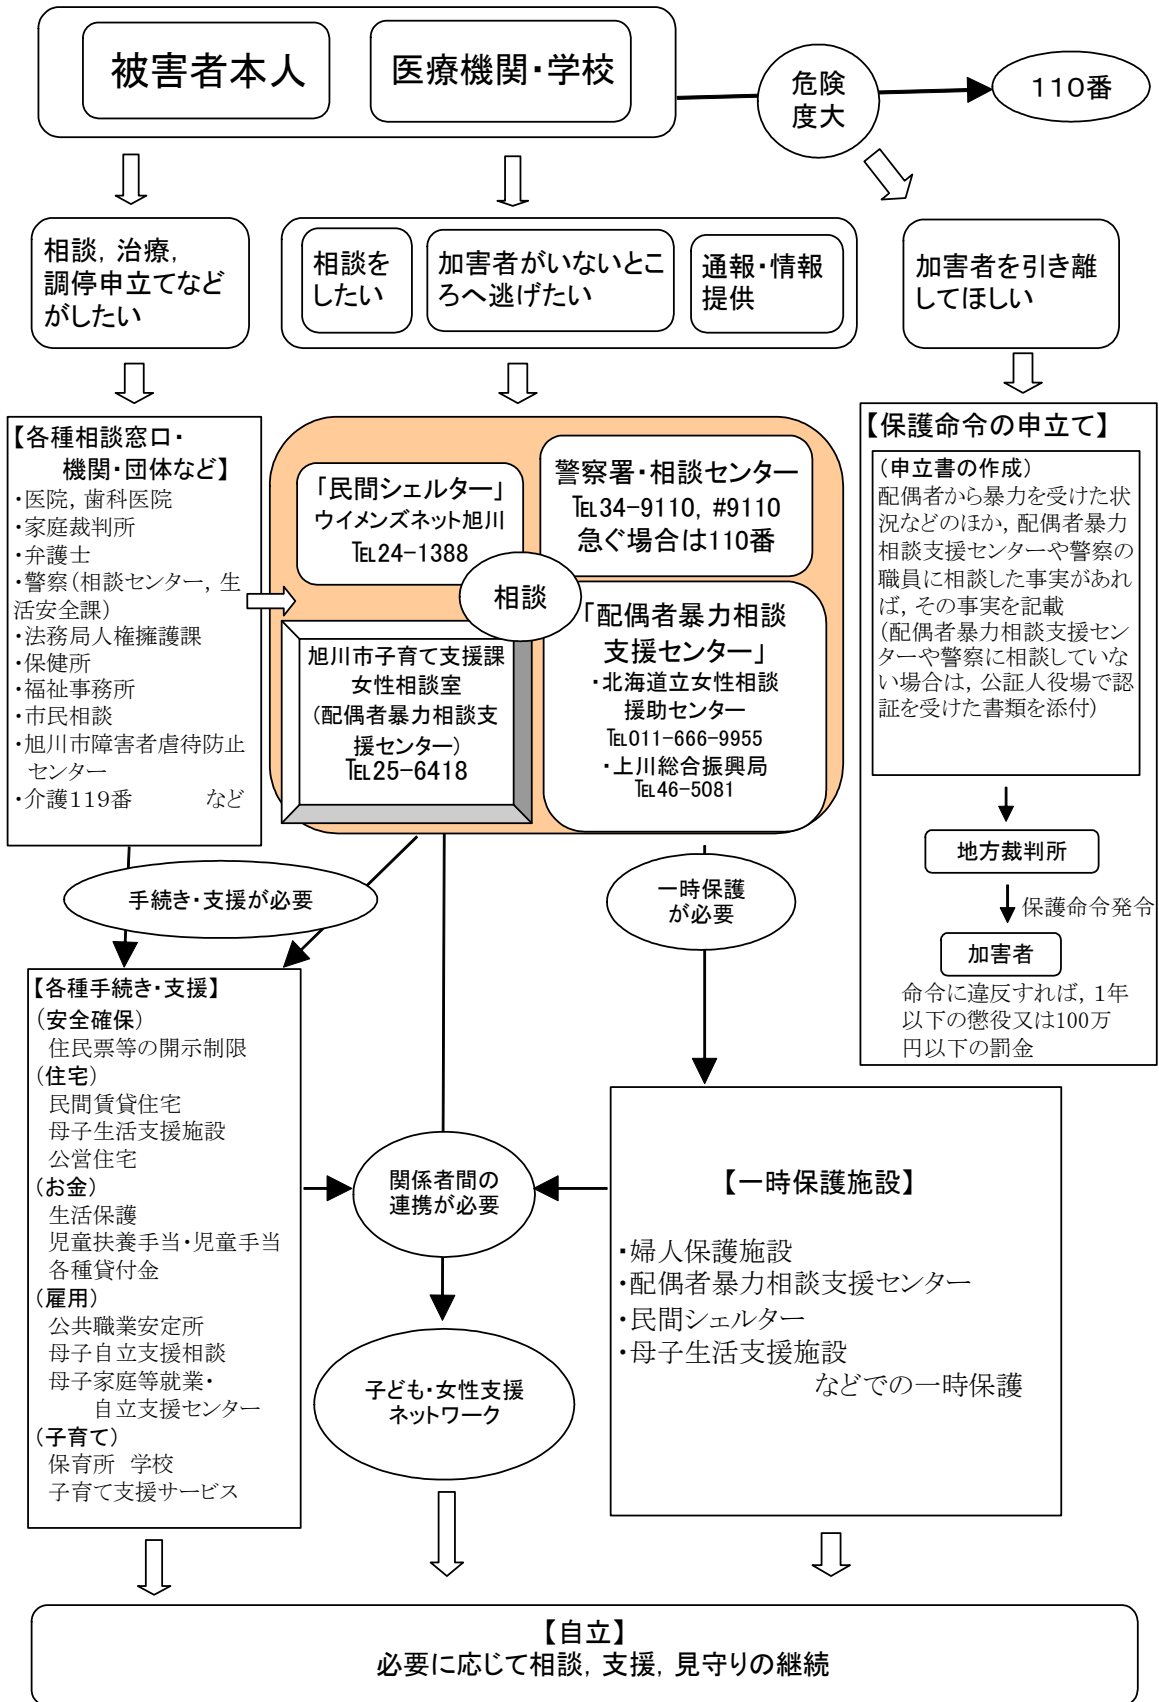 被害者本人
医療機関・学校
危険
度大
110番
相談, 治療,
調停申立てなど
がしたい
相談を
したい
加害者がいないとこ
ろへ逃げたい
通報・情報
提供
加害者を引き離
してほしい
【各種相談窓口・
機関・団体など】
・医院, 歯科医院
・家庭裁判所
・弁護士
・警察(相談センター, 生
活安全課)
・法務局人権擁護課
・保健所
・福祉事務所
・市民相談
・旭川市障害者虐待防止
センター
・介護119番 など
「民間シェルター」
ウイメンズネット旭川
℡24-1388
警察署・相談センター
℡34-9110, #9110
急ぐ場合は110番
相談
旭川市子育て支援課
女性相談室
(配偶者暴力相談支
援センター)
℡25-6418
「配偶者暴力相談
支援センター」
・北海道立女性相談
援助センター
℡011-666-9955
・上川総合振興局
℡46-5081
【保護命令の申立て】
(申立書の作成)
配偶者から暴力を受けた状
況などのほか, 配偶者暴力
相談支援センターや警察の
職員に相談した事実があれ
ば, その事実を記載
(配偶者暴力相談支援セン
ターや警察に相談していな
い場合は, 公証人役場で認
証を受けた書類を添付)
地方裁判所
保護命令発令
加害者
命令に違反すれば, 1年
以下の懲役又は100万
円以下の罰金
手続き・支援が必要
一時保護
が必要
【各種手続き・支援】
(安全確保)
住民票等の開示制限
(住宅)
民間賃貸住宅
母子生活支援施設
公営住宅
(お金)
生活保護
児童扶養手当・児童手当
各種貸付金
(雇用)
公共職業安定所
母子自立支援相談
母子家庭等就業・
自立支援センター
(子育て)
保育所 学校
子育て支援サービス
関係者間の
連携が必要
子ども・女性支援
ネットワーク
【一時保護施設】
・婦人保護施設
・配偶者暴力相談支援センター
・民間シェルター
・母子生活支援施設
などでの一時保護
【自立】
必要に応じて相談, 支援, 見守りの継続